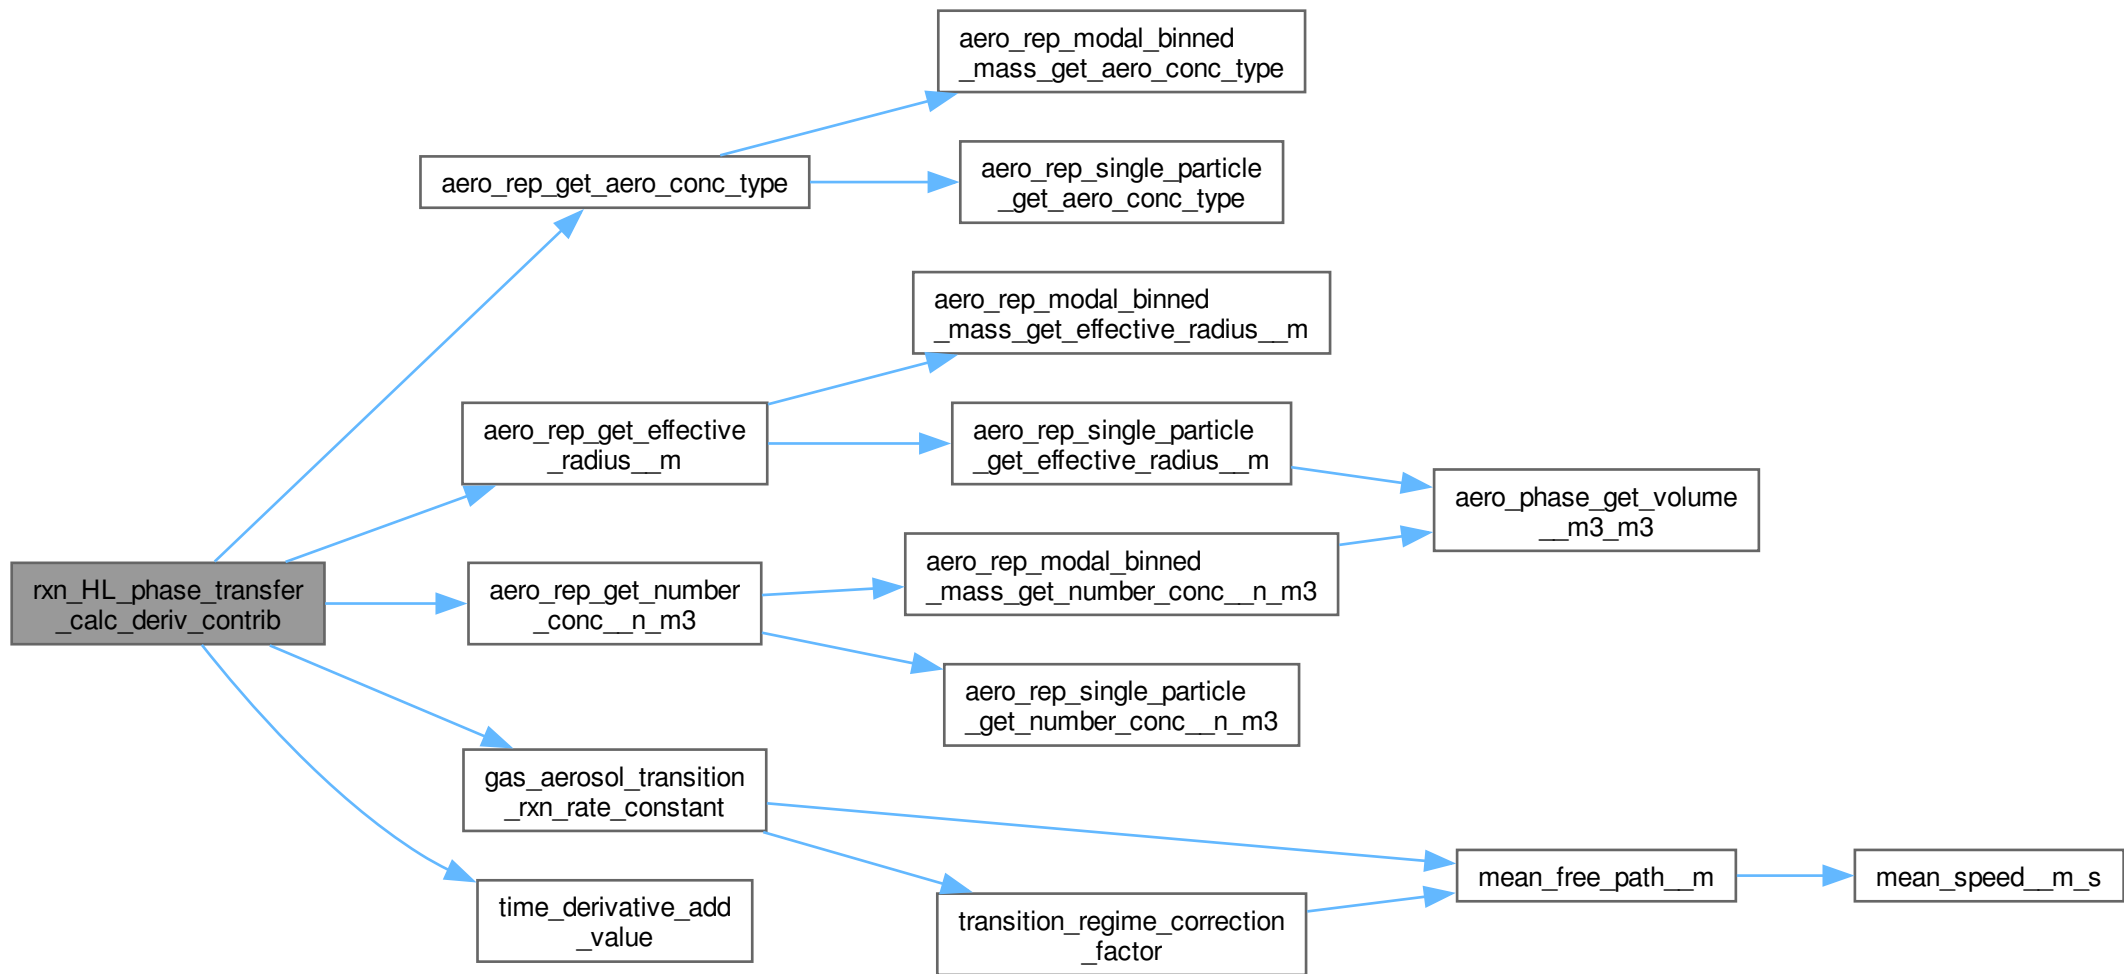 aero_rep_modal_binned
_mass_get_aero_conc_type
aero_rep_get_aero_conc_type
aero_rep_single_particle
_get_aero_conc_type
aero_rep_modal_binned
_mass_get_effective_radius__m
aero_rep_get_effective
_radius__m
aero_rep_single_particle
_get_effective_radius__m
aero_phase_get_volume
__m3_m3
rxn_HL_phase_transfer
_calc_deriv_contrib
aero_rep_get_number
_conc__n_m3
aero_rep_modal_binned
_mass_get_number_conc__n_m3
aero_rep_single_particle
_get_number_conc__n_m3
gas_aerosol_transition
_rxn_rate_constant
mean_free_path__m
mean_speed__m_s
time_derivative_add
_value
transition_regime_correction
_factor